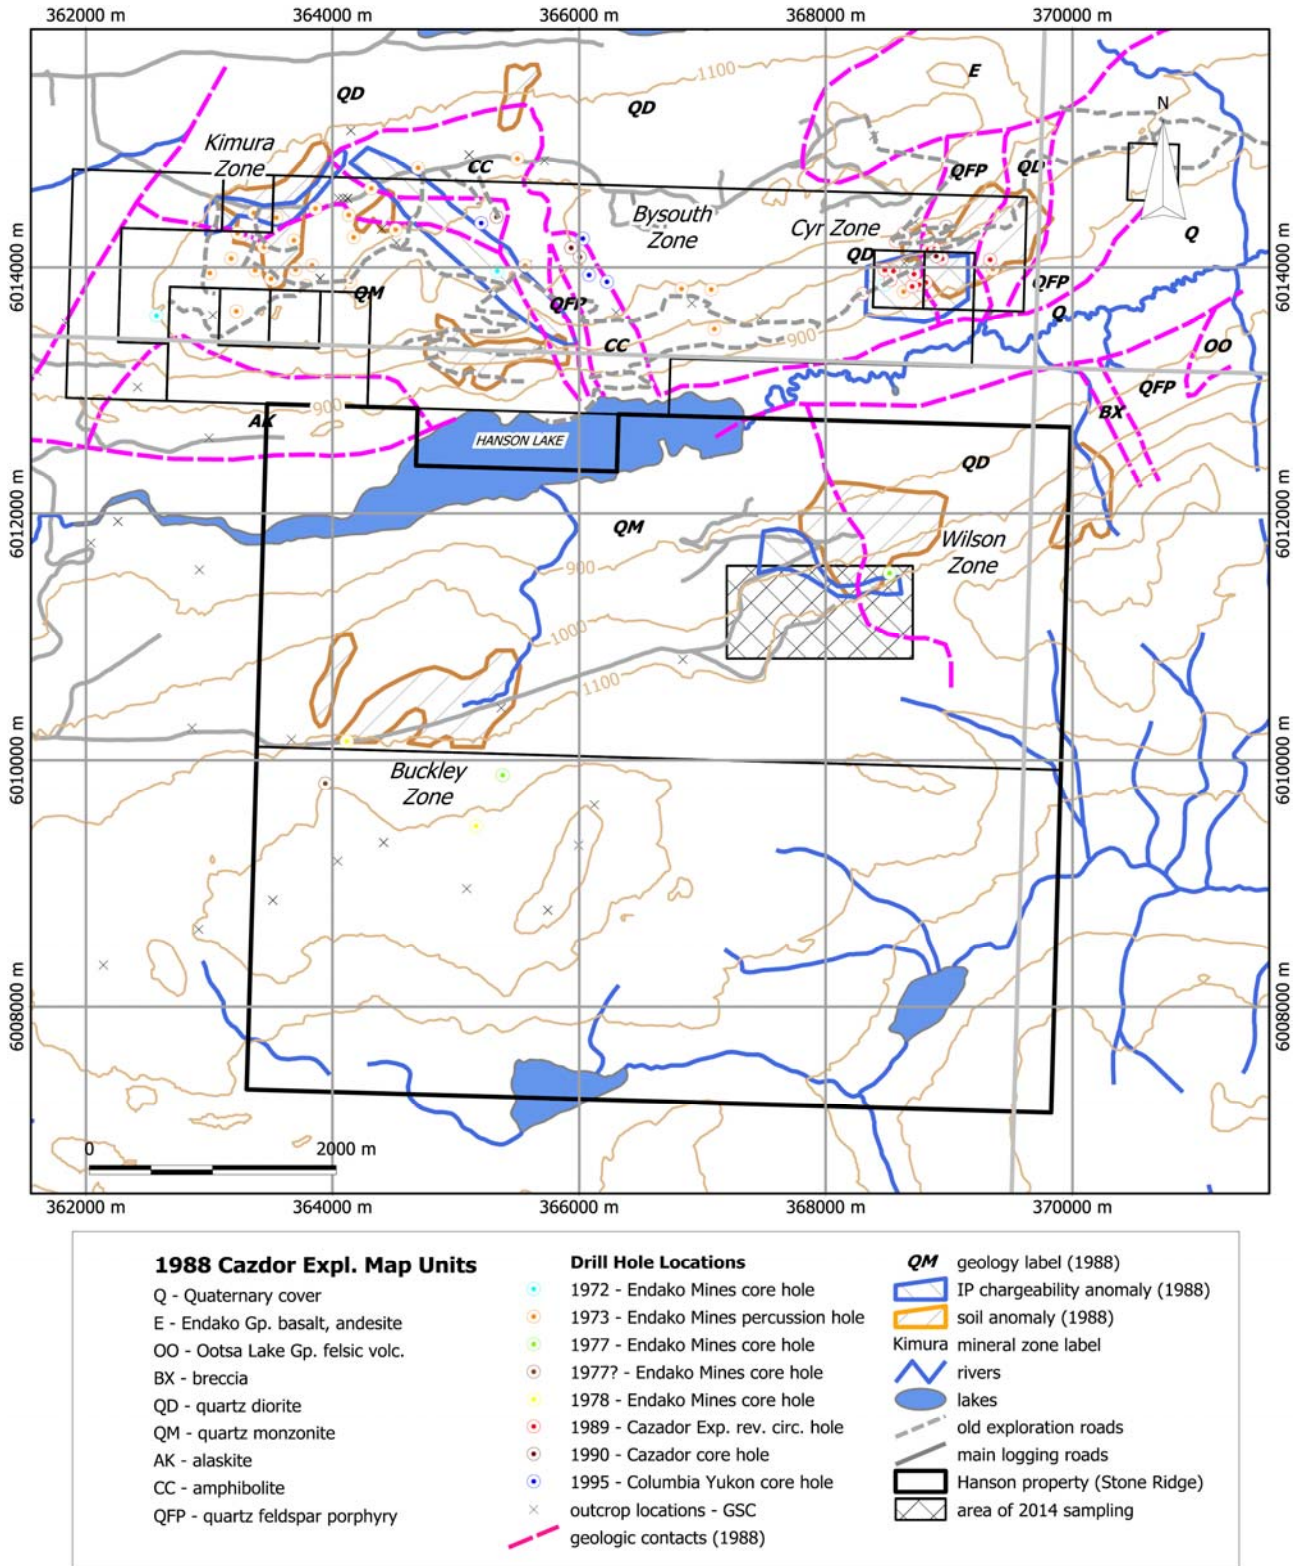 362000 m 364000 m 366000 m 368000 m 370000 m
1100
E
QD
QD
N
Kimura
Zone
CC
QFP
QD
Bysouth
Zone
Cyr Zone
Q
6014000 m
QD
6014000 m
QM
QFP
QFP
Q
CC
900
OO
QFP
900
AK
BX
HANSON LAKE
QD
6012000 m
QM
Wilson
Zone
6012000 m
900
1000
1100
6010000 m
Buckley
Zone
6010000 m
6008000 m
6008000 m
0 2000 m
362000 m 364000 m 366000 m 368000 m 370000 m
1988 Cazdor Expl. Map Units
Q - Quaternary cover
E - Endako Gp. basalt, andesite
OO - Ootsa Lake Gp. felsic volc.
BX - breccia
QD - quartz diorite
QM - quartz monzonite
AK - alaskite
CC - amphibolite
QFP - quartz feldspar porphyry
Drill Hole Locations
1972 - Endako Mines core hole
1973 - Endako Mines percussion hole
1977 - Endako Mines core hole
1977? - Endako Mines core hole
1978 - Endako Mines core hole
1989 - Cazador Exp. rev. circ. hole
1990 - Cazador core hole
1995 - Columbia Yukon core hole
outcrop locations - GSC
geologic contacts (1988)
QM geology label (1988)
IP chargeability anomaly (1988)
soil anomaly (1988)
Kimura mineral zone label
rivers
lakes
old exploration roads
main logging roads
Hanson property (Stone Ridge)
area of 2014 sampling